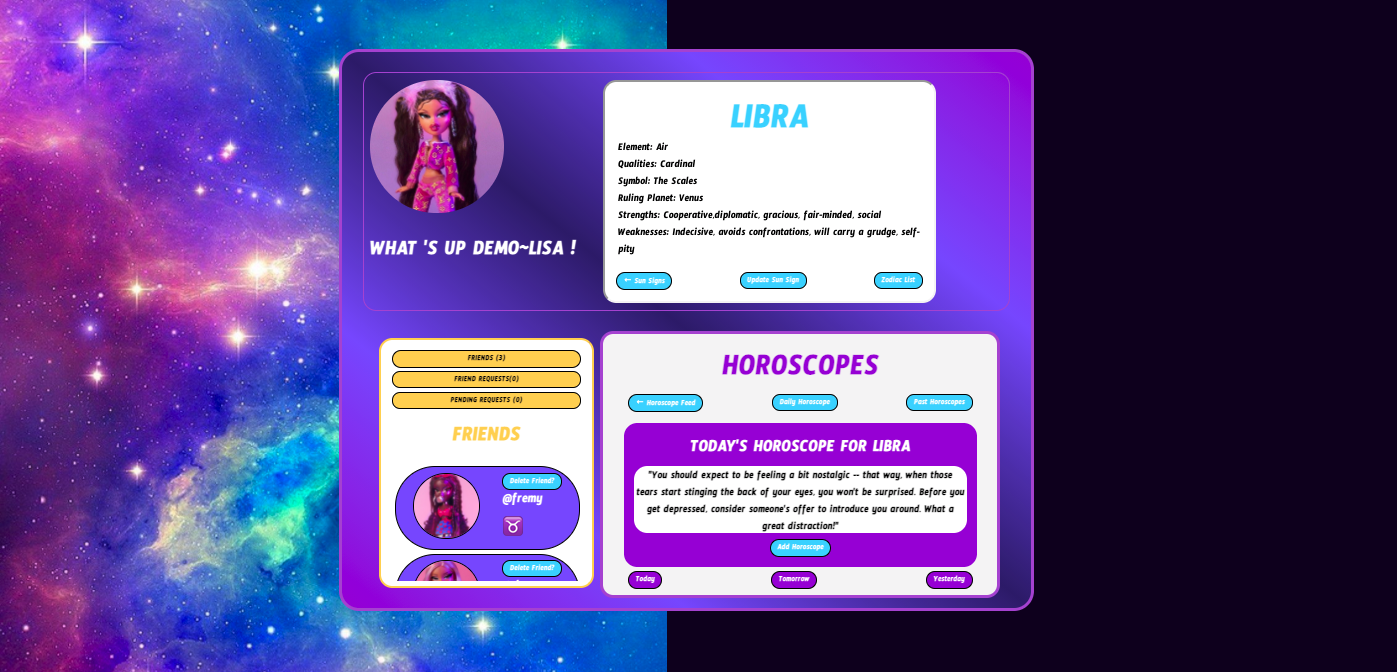 WHAT 'S UP DEMO~LISA !
LIBRA
Element: Air
Qualities: Cardinal
Symbol: The Scales
Ruling Planet: Venus
Strengths: Cooperative,diplomatic, gracious, fair-minded, social
Weaknesses: Indecisive, avoids confrontations, will carry a grudge, self-
pity
← Sun Signs
Update Sun Sign
Zodiac List
FRIENDS (3)
FRIEND REQUESTS(0)
PENDING REQUESTS (0)
FRIENDS
Delete Friend?
@fremy
♉
Delete Friend?
HOROSCOPES
← Horoscope Feed
Daily Horoscope
Past Horoscopes
TODAY'S HOROSCOPE FOR LIBRA
"You should expect to be feeling a bit nostalgic -- that way, when those
tears start stinging the back of your eyes, you won't be surprised. Before you
get depressed, consider someone's offer to introduce you around. What a
great distraction!"
Add Horoscope
Today
Tomorrow
Yesterday